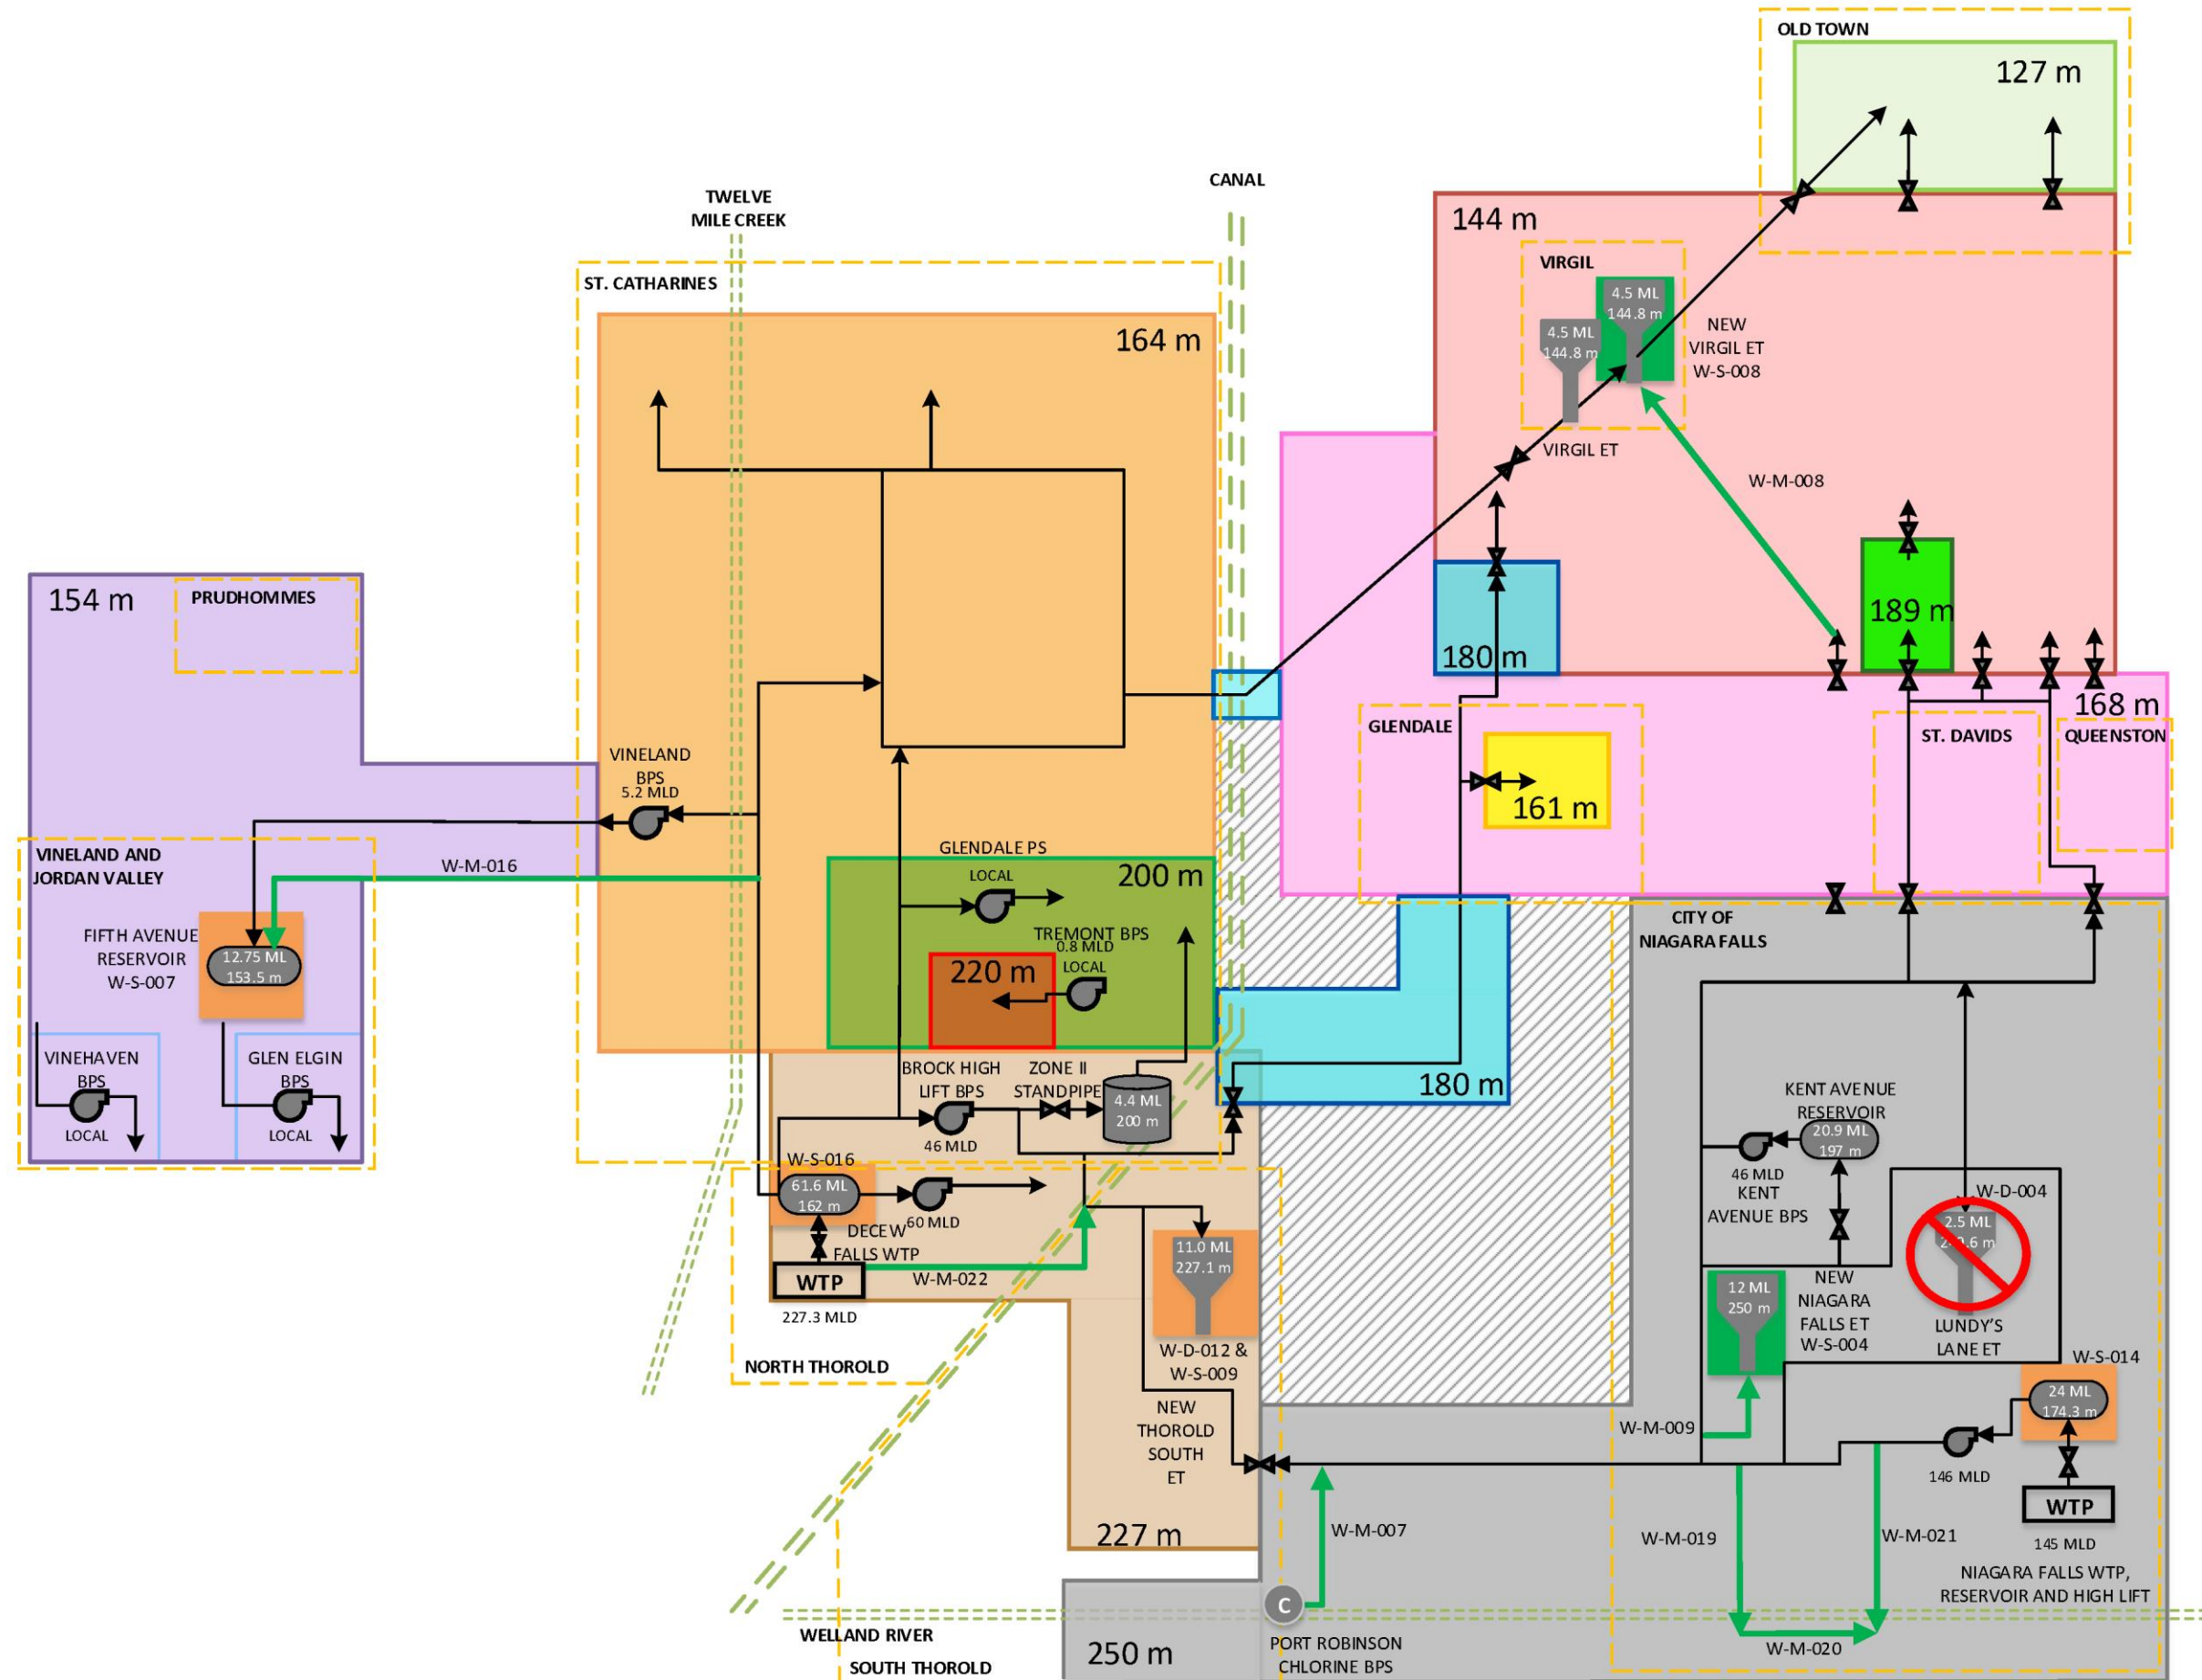 OLD TOWN
127 m
CANAL
TWELVE
MILE CREEK
144 m
VIRGIL
4.5 ML
144.8 m
4.5 ML
144.8 m
NEW
VIRGIL ET
W-S-008
VIRGIL ET
W-M-008
ST. CATHARINES
164 m
154 m
PRUDHOMMES
189 m
180 m
168 m
GLENDALE
ST. DAVIDS
QUEENSTON
161 m
VINELAND
BPS
5.2 MLD
VINELAND AND
JORDAN VALLEY
W-M-016
GLENDALE PS
LOCAL
200 m
TREMONT BPS
0.8 MLD
LOCAL
220 m
CITY OF
NIAGARA FALLS
FIFTH AVENUE
RESERVOIR
W-S-007
12.75 ML
153.5 m
VINEHAVEN
BPS
LOCAL
GLEN ELGIN
BPS
LOCAL
BROCK HIGH
LIFT BPS
46 MLD
ZONE II
STANDPIPE
4.4 ML
200 m
180 m
KENT AVENUE
RESERVOIR
20.9 ML
197 m
46 MLD
KENT
AVENUE BPS
W-D-004
W-S-016
61.6 ML
162 m
60 MLD
DECEW
FALLS WTP
WTP
227.3 MLD
W-M-022
11.0 ML
227.1 m
W-D-012 &
W-S-009
NEW
THOROLD
SOUTH
ET
NORTH THOROLD
2.5 ML
LUNDY'S
LANE ET
12 ML
250 m
NEW
NIAGARA
FALLS ET
W-S-004
W-S-014
24 ML
174.3 m
W-M-009
146 MLD
WTP
145 MLD
NIAGARA FALLS WTP,
RESERVOIR AND HIGH LIFT
227 m
W-M-007
W-M-019
W-M-021
W-M-020
C
PORT ROBINSON
CHLORINE BPS
WELLAND RIVER
SOUTH THOROLD
250 m